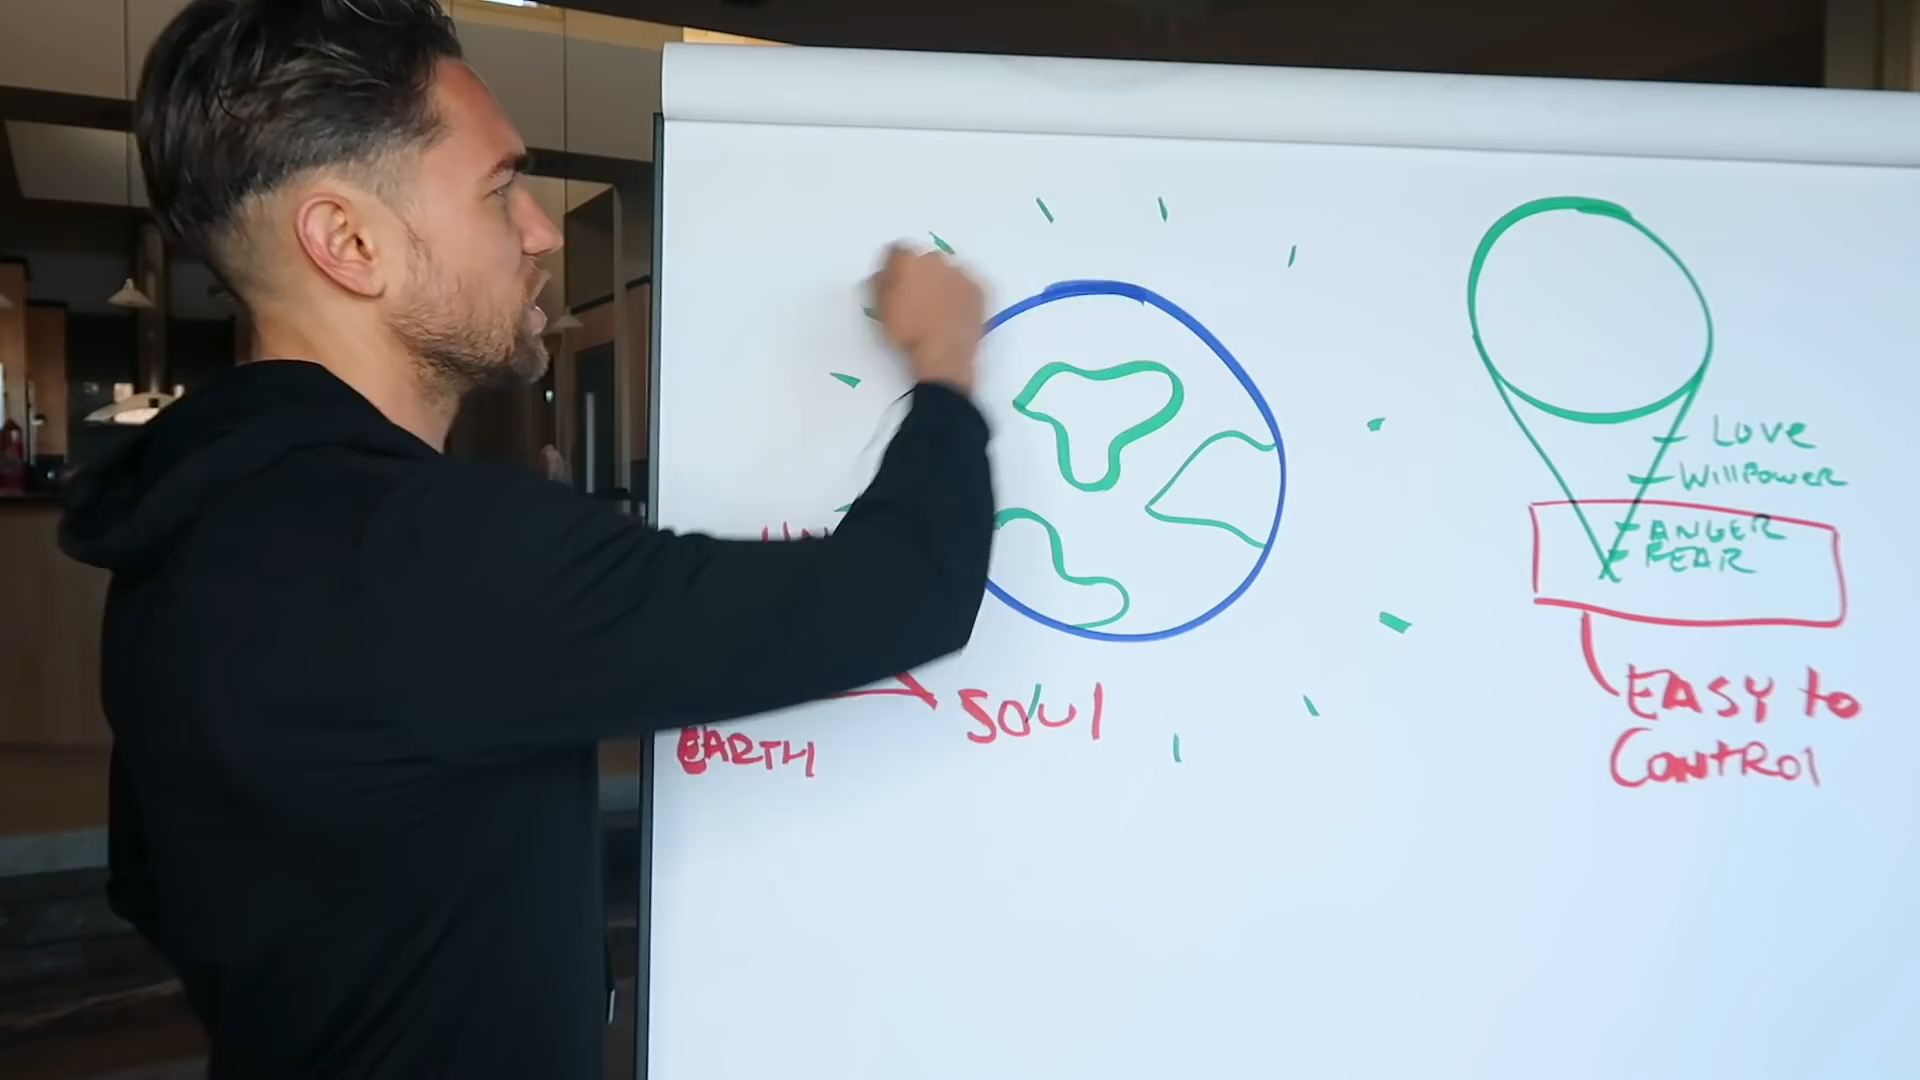 LOVE
WillPower
ANGER
FEAR
SOUl
EARTH
EASY to
CONtROl